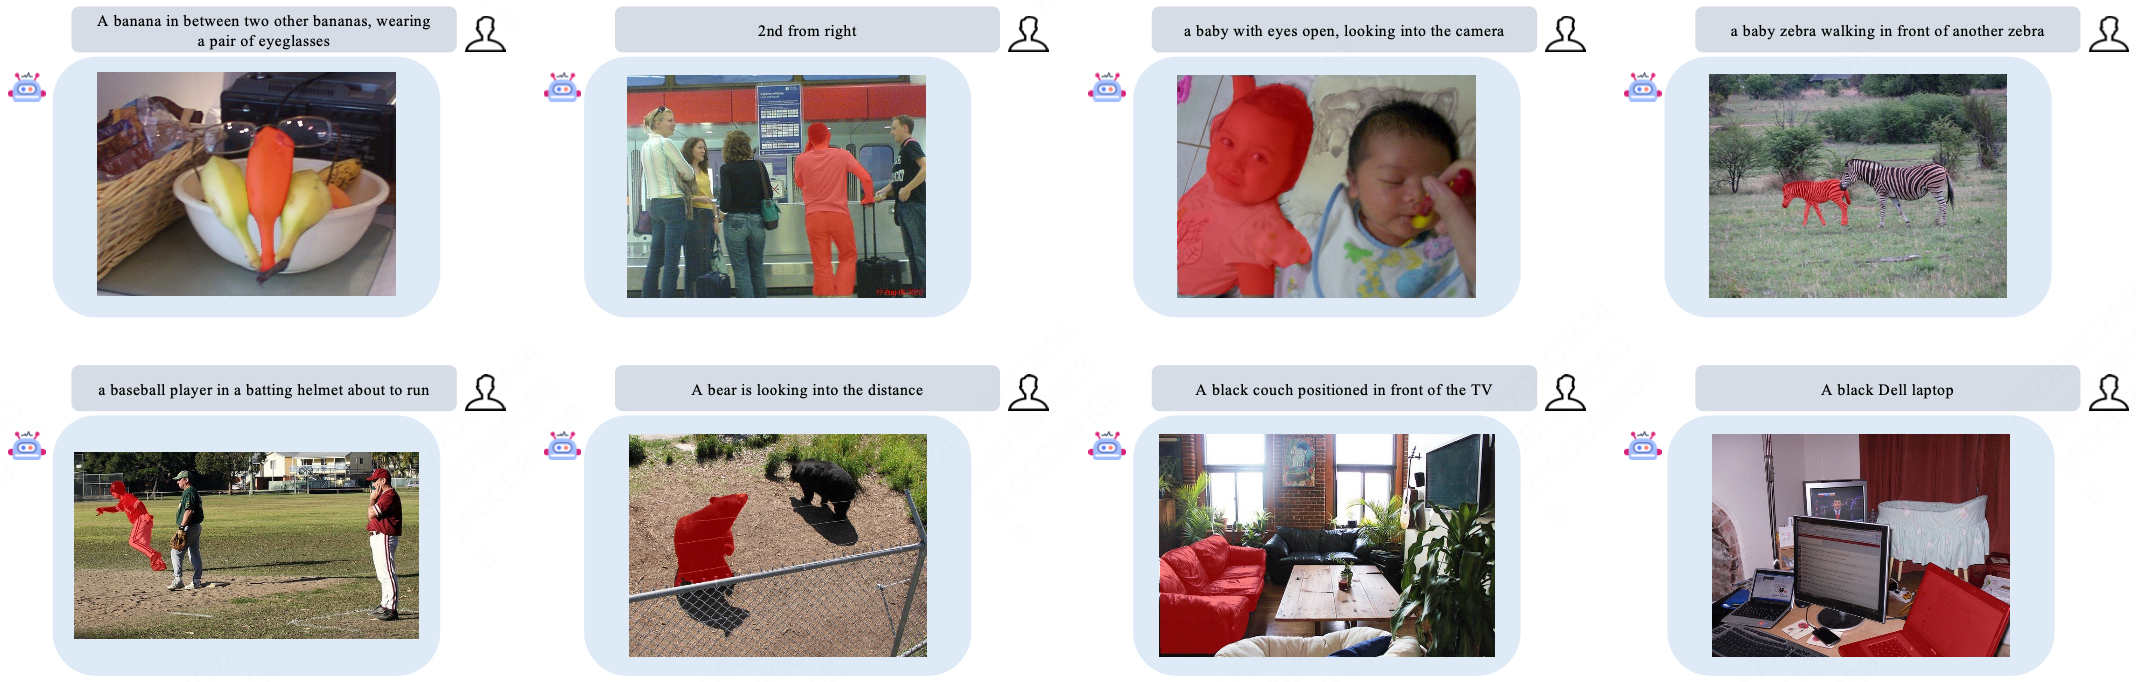 A banana in between two other bananas, wearing
a pair of eyeglasses
2nd from right
a baby with eyes open, looking into the camera
a baby zebra walking in front of another zebra
a baseball player in a batting helmet about to run
A bear is looking into the distance
A black couch positioned in front of the TV
A black Dell laptop